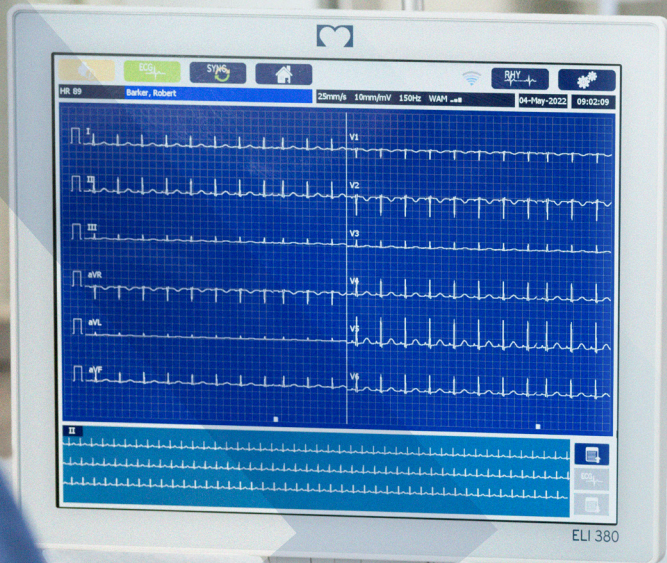 ECG SYNC RHY
HR 89 Barker, Robert 25mm/s 10mm/mV 150Hz WAM 04-May-2022 09:02:09
I V1
II V2
III V3
aVR V4
aVL V5
aVF V6
II
ECG
ELI 380